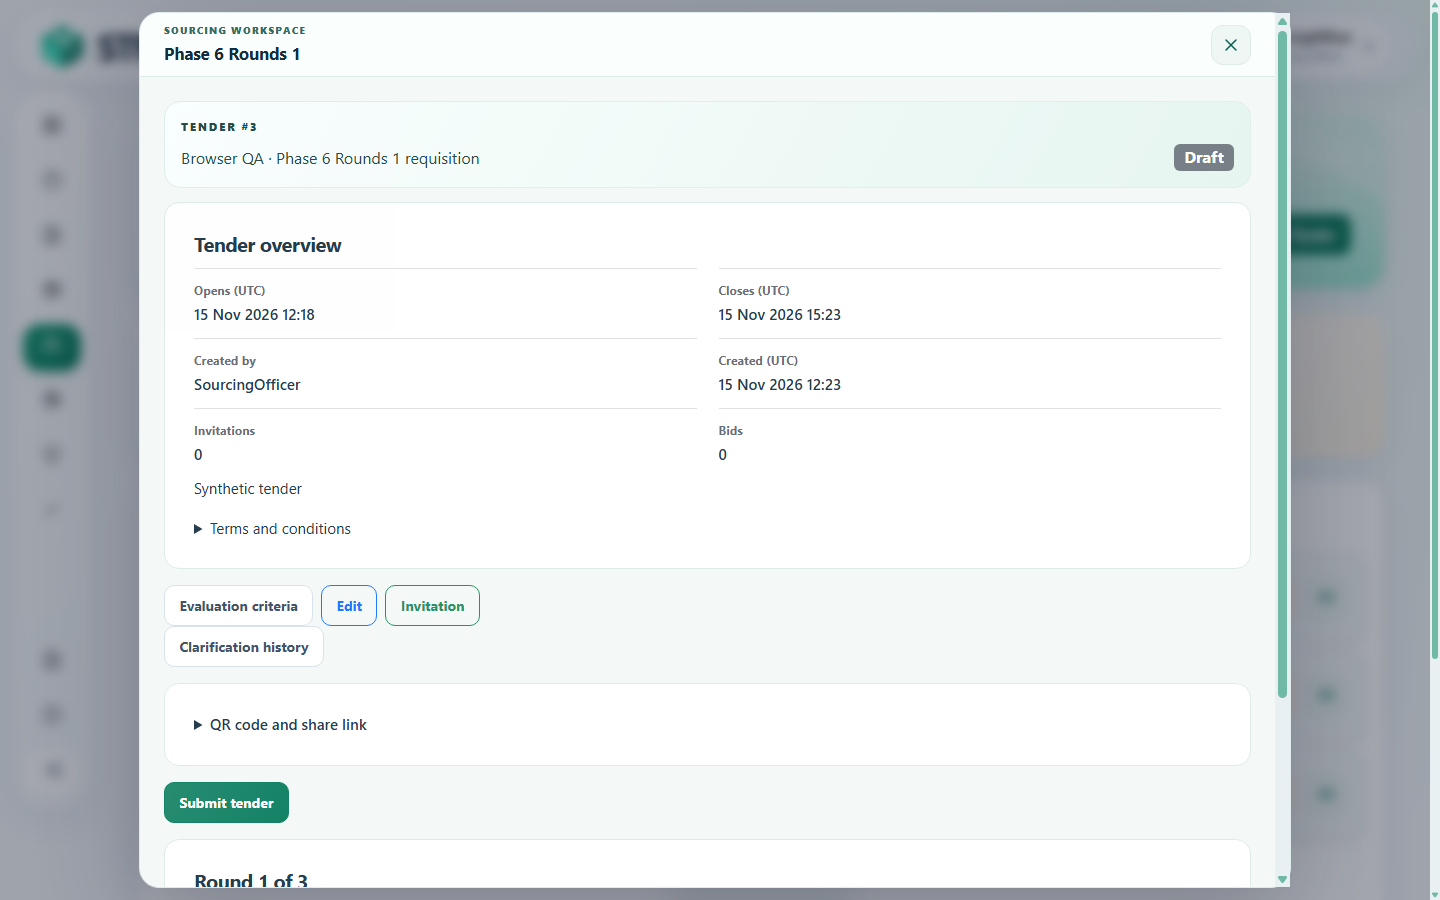 SOURCING WORKSPACE
Phase 6 Rounds 1
TENDER #3
Browser QA · Phase 6 Rounds 1 requisition
Draft
Tender overview
Opens (UTC)
15 Nov 2026 12:18
Closes (UTC)
15 Nov 2026 15:23
Created by
SourcingOfficer
Created (UTC)
15 Nov 2026 12:23
Invitations
0
Bids
0
Synthetic tender
Terms and conditions
Evaluation criteria
Edit
Invitation
Clarification history
QR code and share link
Submit tender
Round 1 of 3